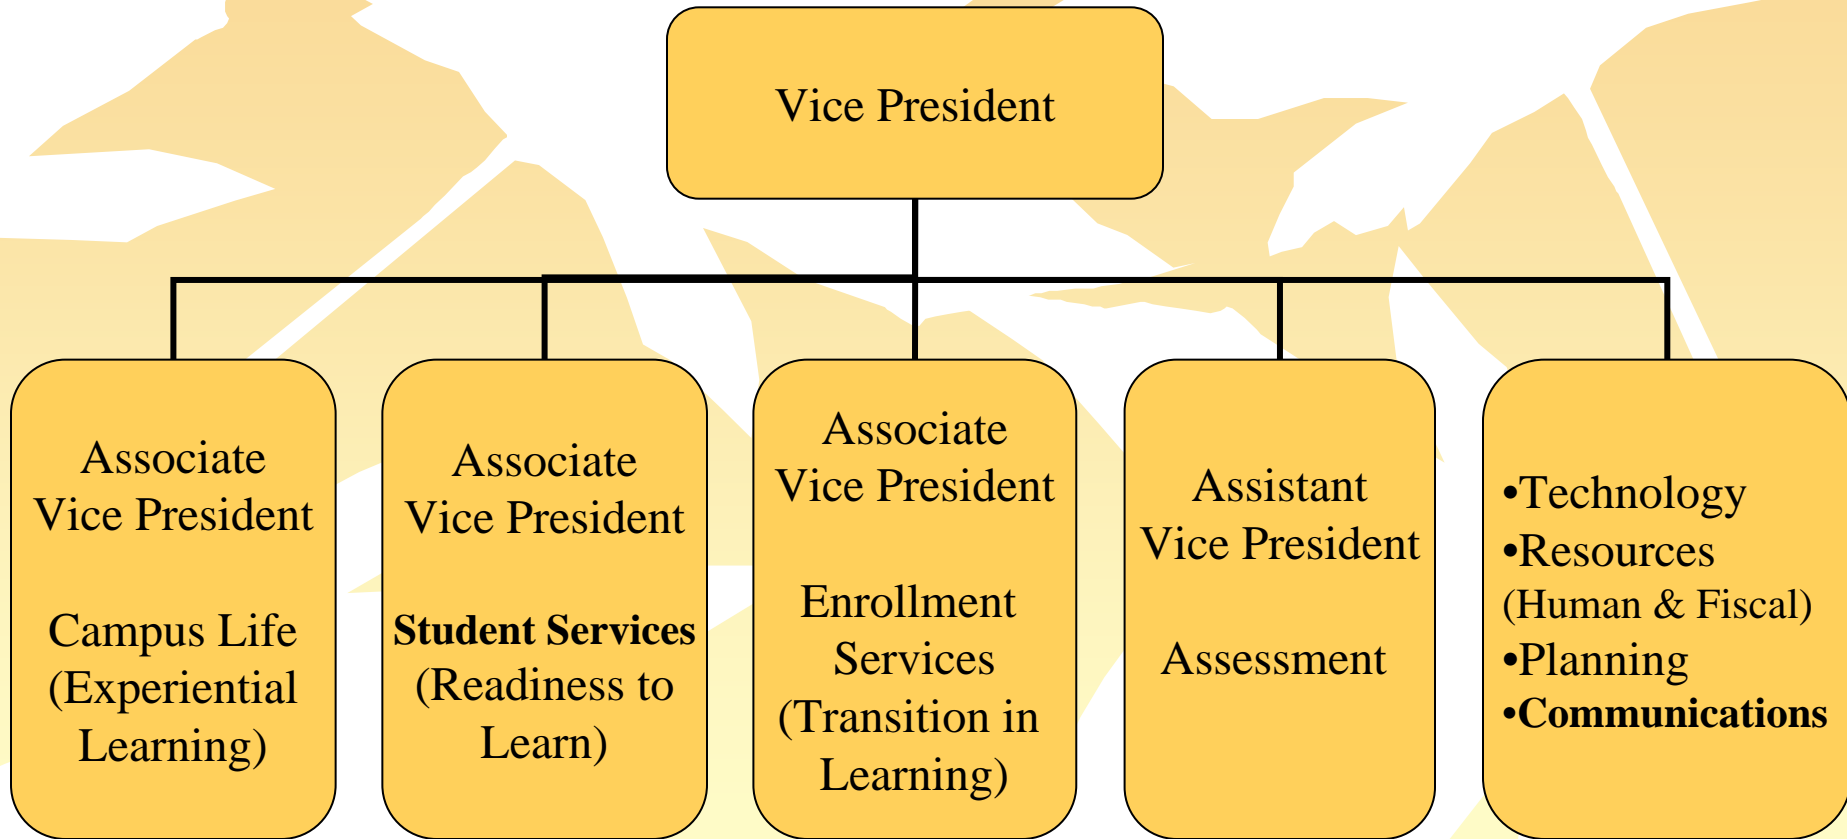 Vice President
Associate
Vice President
Campus Life
(Experiential
Learning)
Associate
Vice President
Student Services
(Readiness to
Learn)
Associate
Vice President
Enrollment
Services
(Transition in
Learning)
Assistant
Vice President
Assessment
•Technology
•Resources
(Human & Fiscal)
•Planning
•Communications